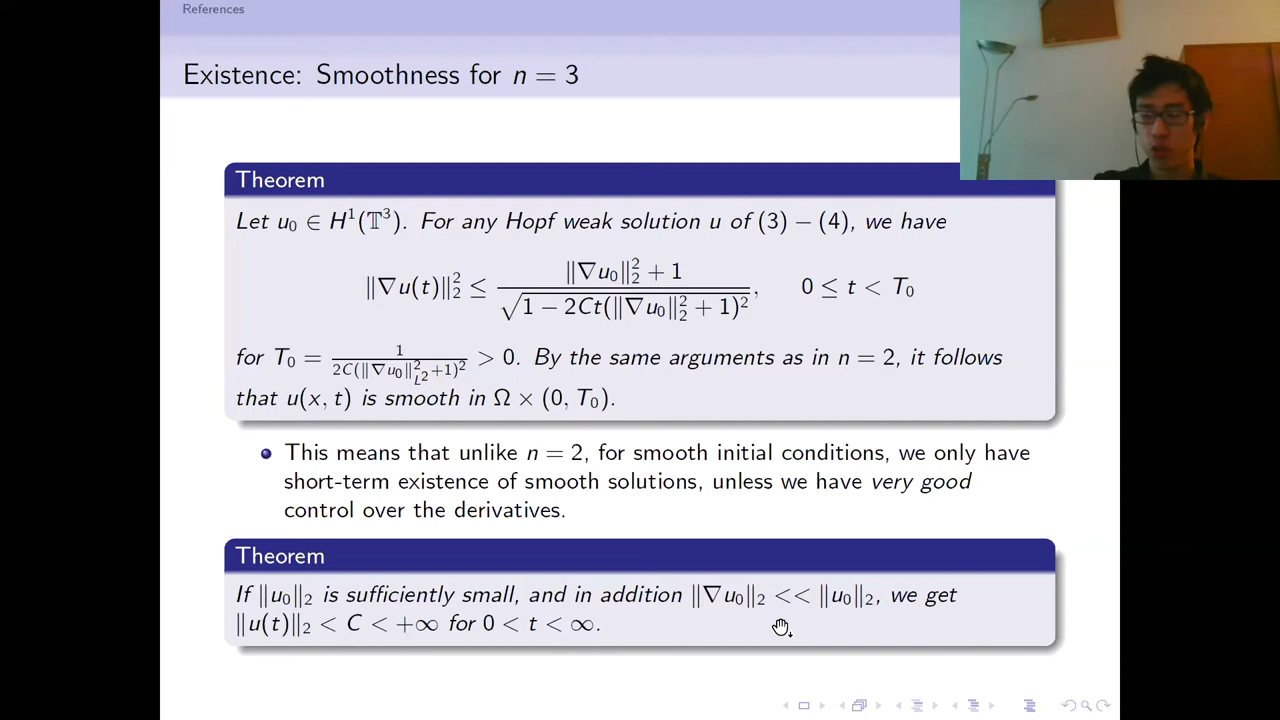 References
Existence: Smoothness for n = 3
Theorem
Let u₀ ∈ H¹(𝕋³). For any Hopf weak solution u of (3) − (4), we have
‖∇u(t)‖₂² ≤ (‖∇u₀‖₂² + 1) / √(1 − 2Ct(‖∇u₀‖₂² + 1)²), 0 ≤ t < T₀
for T₀ = 1 / (2C(‖∇u₀‖²_{L²}+1)²) > 0. By the same arguments as in n = 2, it follows
that u(x, t) is smooth in Ω × (0, T₀).
This means that unlike n = 2, for smooth initial conditions, we only have
short-term existence of smooth solutions, unless we have very good
control over the derivatives.
Theorem
If ‖u₀‖₂ is sufficiently small, and in addition ‖∇u₀‖₂ << ‖u₀‖₂, we get
‖u(t)‖₂ < C < +∞ for 0 < t < ∞.